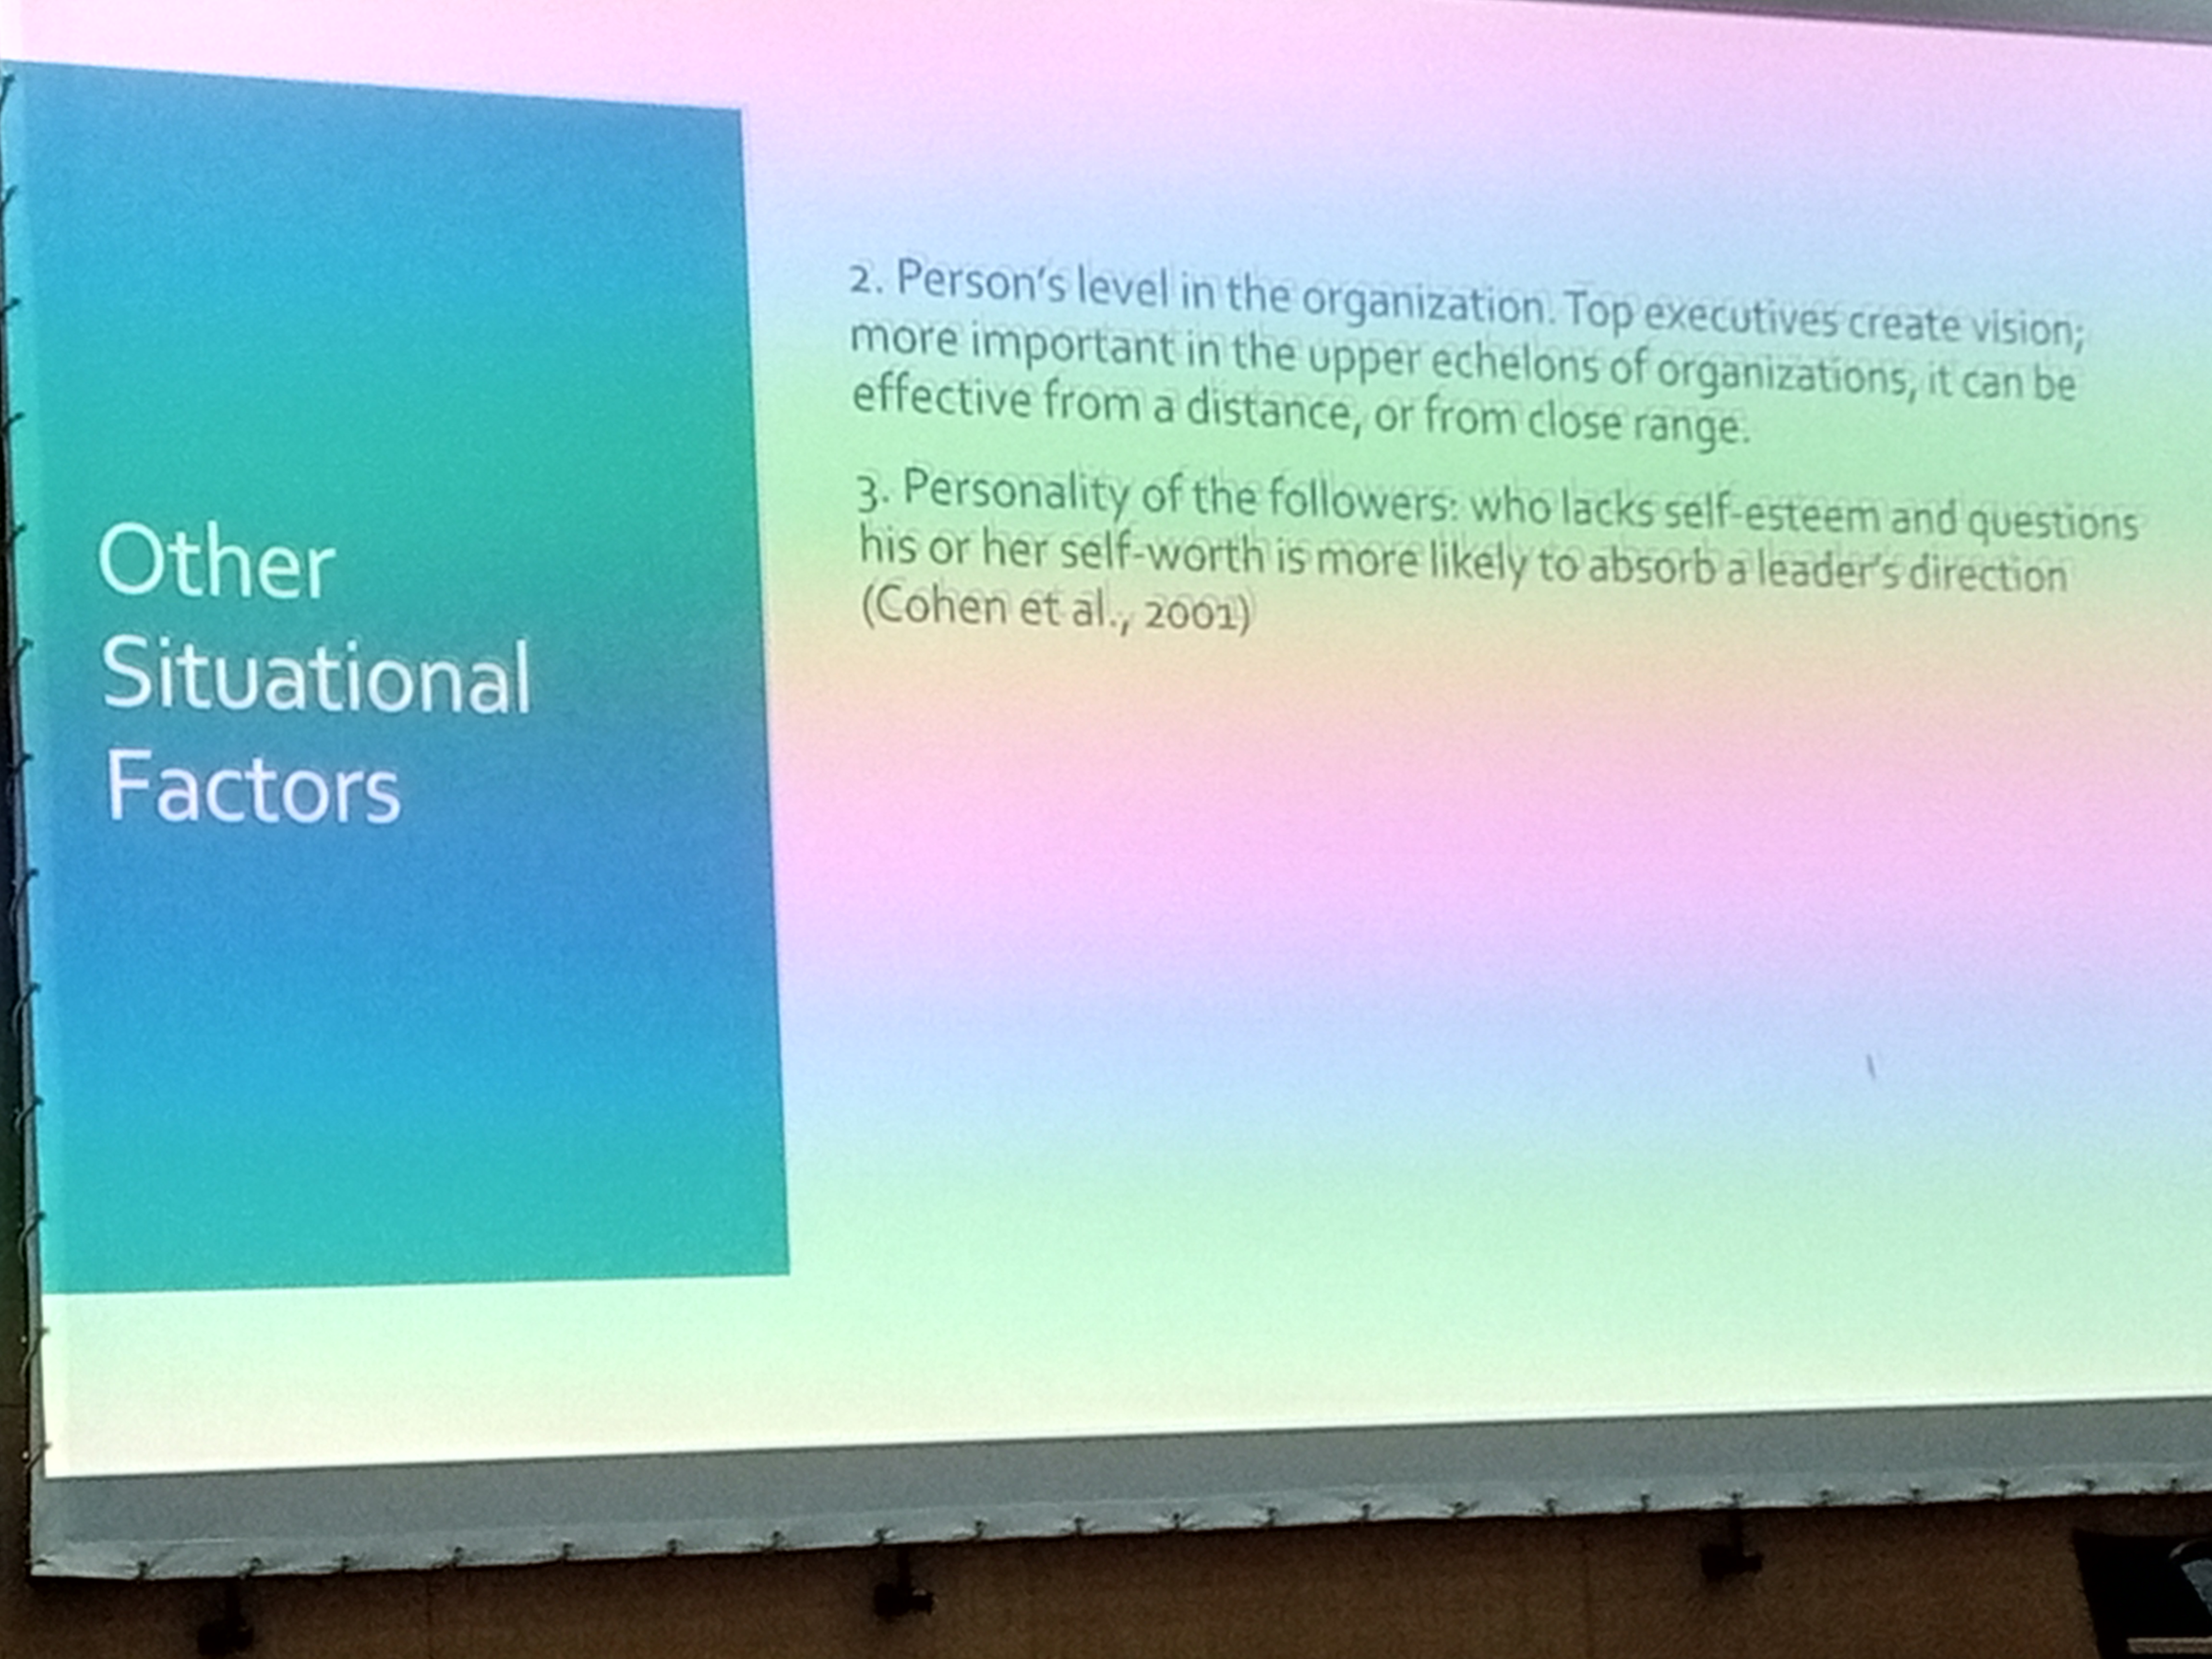 Other
Situational
Factors
2. Person's level in the organization. Top executives create vision;
more important in the upper echelons of organizations, it can be
effective from a distance, or from close range.
3. Personality of the followers: who lacks self-esteem and questions
his or her self-worth is more likely to absorb a leader's direction
(Cohen et al., 2001)